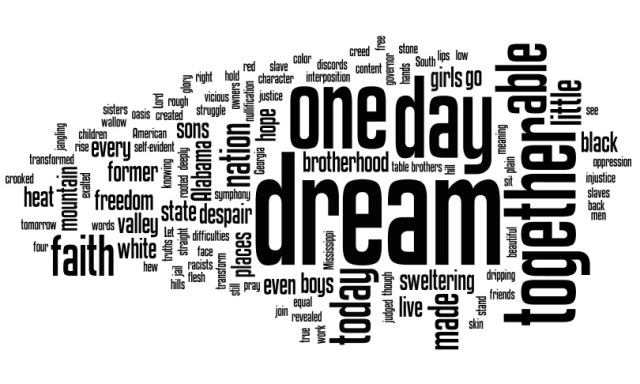 dream
one
day
together
able
today
faith
nation
made
freedom
every
mountain
valley
state
despair
white
heat
former
sons
Alabama
hope
brotherhood
places
even
boys
live
sweltering
girls
go
little
black
sisters
oasis
wallow
Lord
rough
created
glory
right
vicious
struggle
hold
owners
nullification
red
slave
character
justice
color
discords
interposition
creed
content
free
governor
stone
hands
South
lips
low
children
American
self-evident
rise
jangling
transformed
exalted
crooked
tomorrow
four
words
hew
knowing
rooted
deeply
truths
Let
straight
jail
hills
difficulties
face
racists
flesh
symphony
transform
still
pray
Georgia
Mississippi
table
brothers
hill
meaning
plain
sit
beautiful
see
oppression
injustice
slaves
back
men
dripping
friends
stand
skin
judged
though
join
equal
revealed
true
work